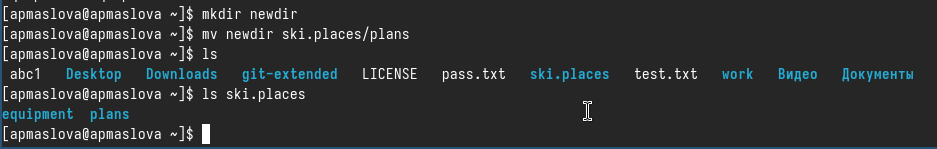 [apmaslova@apmaslova ~]$ mkdir newdir
[apmaslova@apmaslova ~]$ mv newdir ski.places/plans
[apmaslova@apmaslova ~]$ ls
abc1 Desktop Downloads git-extended LICENSE pass.txt ski.places test.txt work Видео Документы
[apmaslova@apmaslova ~]$ ls ski.places
equipment plans
[apmaslova@apmaslova ~]$